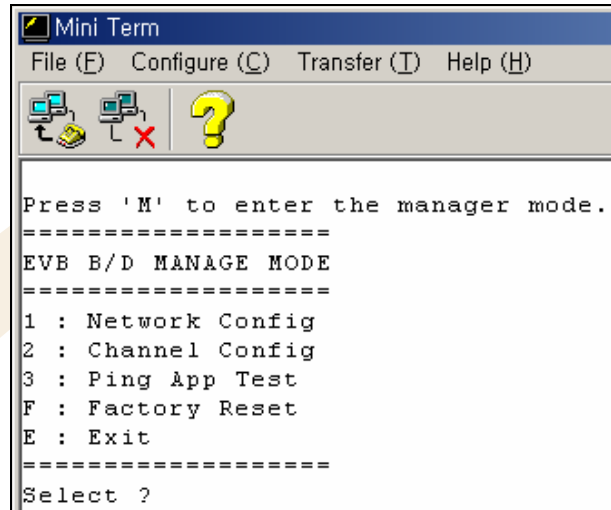 Mini Term
File (F) Configure (C) Transfer (T) Help (H)
Press 'M' to enter the manager mode.
===================
EVB B/D MANAGE MODE
===================
1 : Network Config
2 : Channel Config
3 : Ping App Test
F : Factory Reset
E : Exit
===================
Select ?